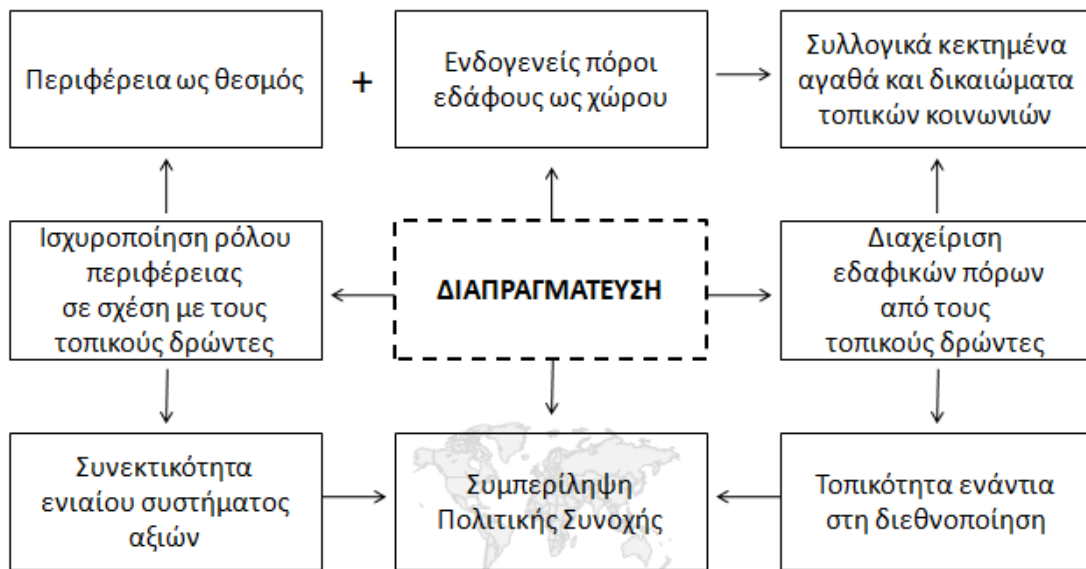 Περιφέρεια ως θεσμός
+
Ενδογενείς πόροι
εδάφους ως χώρου
Συλλογικά κεκτημένα
αγαθά και δικαιώματα
τοπικών κοινωνιών
Ισχυροποίηση ρόλου
περιφέρειας
σε σχέση με τους
τοπικούς δρώντες
ΔΙΑΠΡΑΓΜΑΤΕΥΣΗ
Διαχείριση
εδαφικών πόρων
από τους
τοπικούς δρώντες
Συνεκτικότητα
ενιαίου συστήματος
αξιών
Συμπερίληψη
Πολιτικής Συνοχής
Τοπικότητα ενάντια
στη διεθνοποίηση